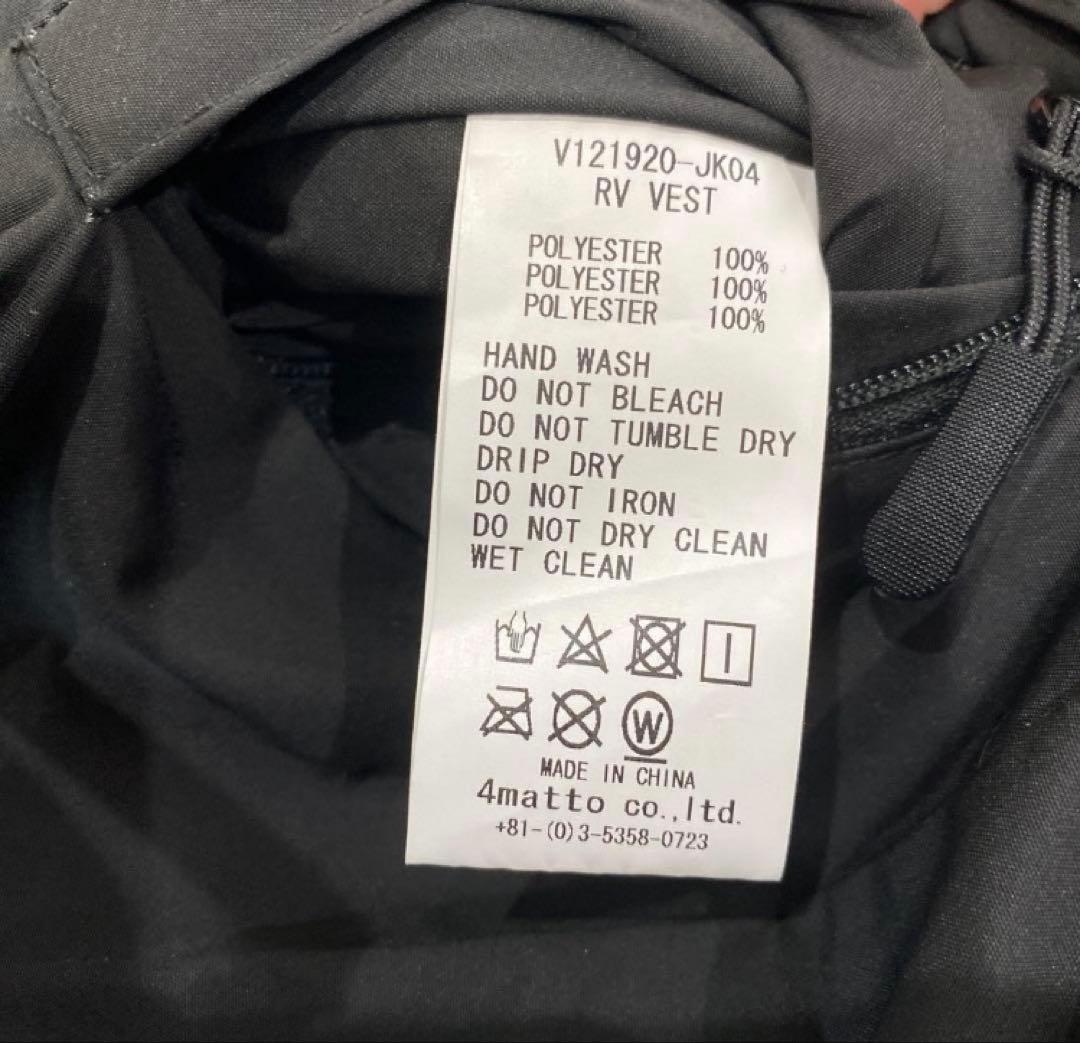 V121920-JK04
RV VEST
POLYESTER 100%
POLYESTER 100%
POLYESTER 100%
HAND WASH
DO NOT BLEACH
DO NOT TUMBLE DRY
DRIP DRY
DO NOT IRON
DO NOT DRY CLEAN
WET CLEAN
W
MADE IN CHINA
4matto co.,ltd.
+81-(0)3-5358-0723